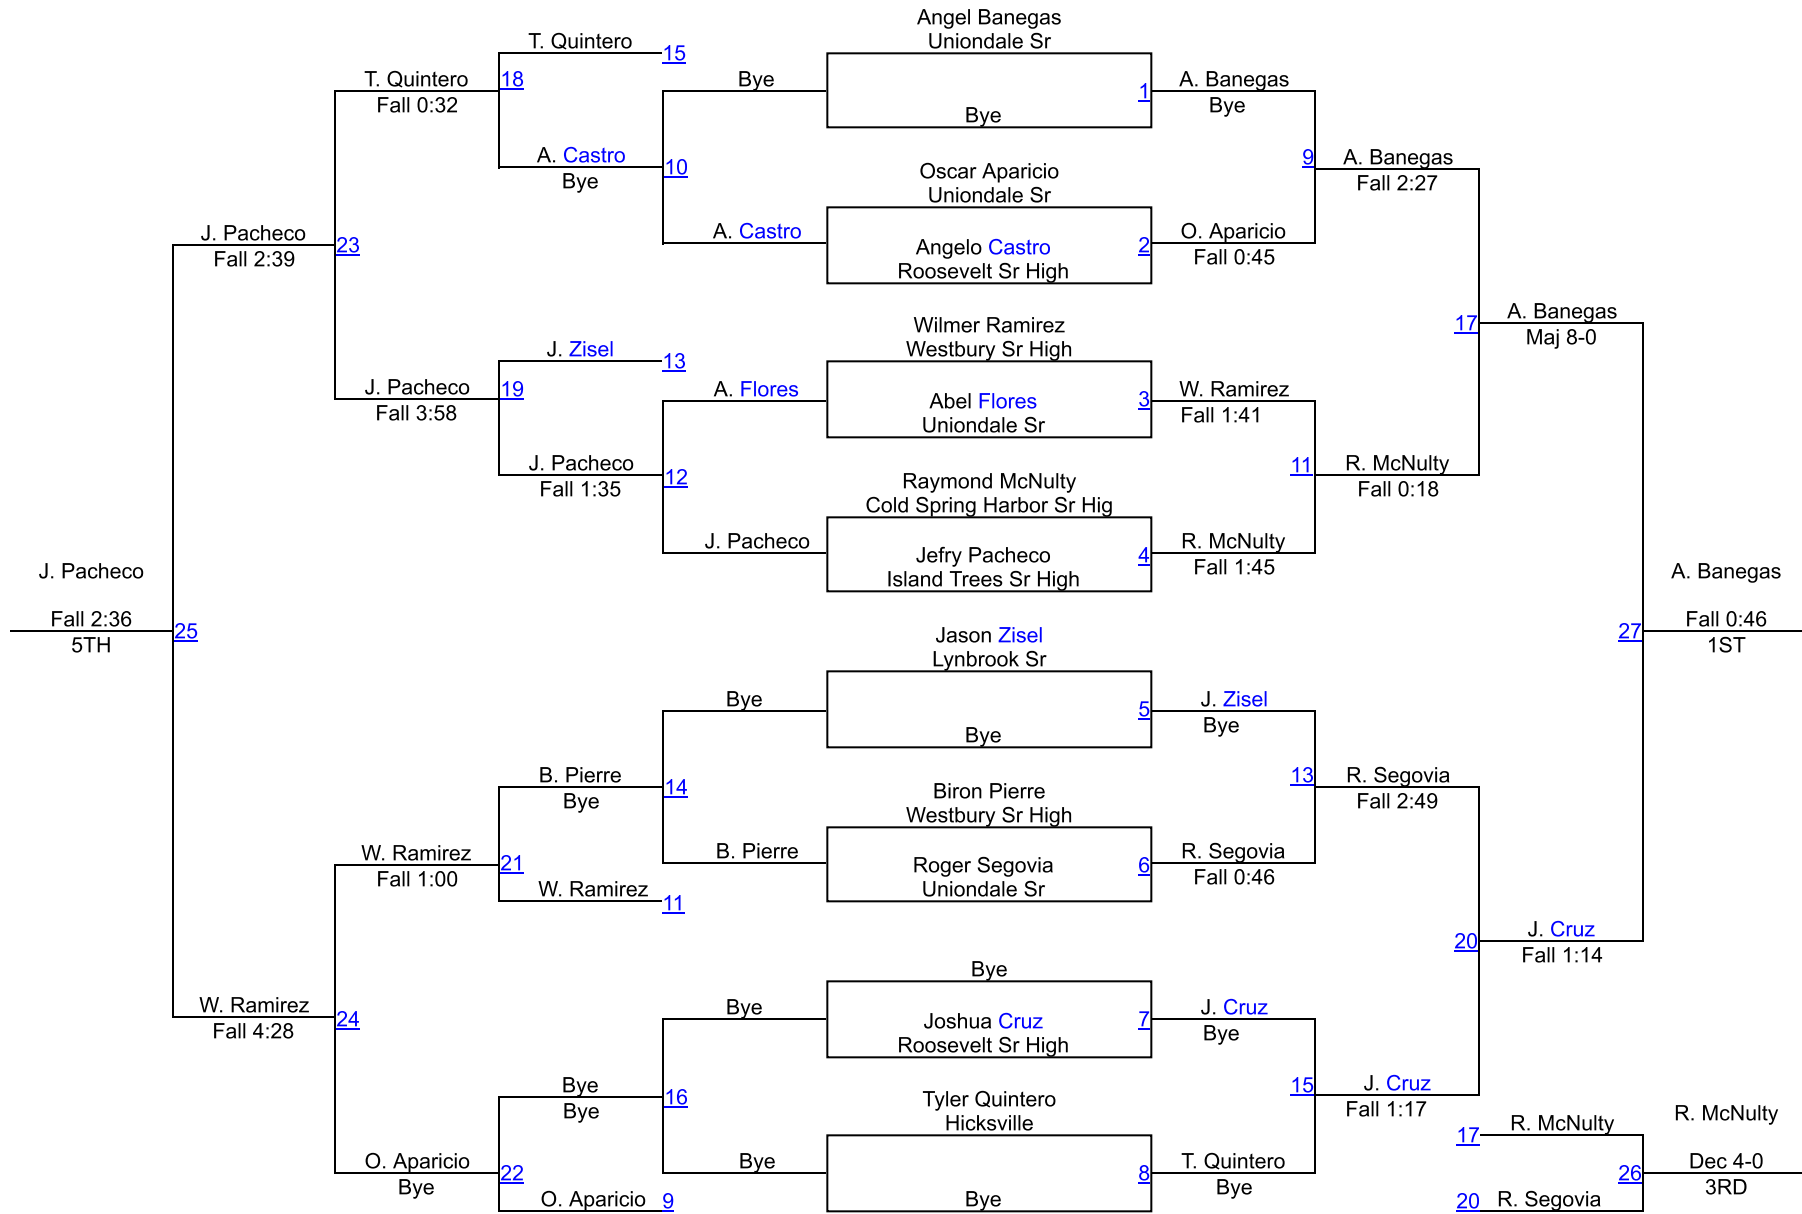 Angel Banegas
Uniondale Sr
T. Quintero
15
T. Quintero
18
Bye
A. Banegas
Fall 0:32
1
Bye
Bye
A. Castro
10
Bye
9
A. Banegas
Fall 2:27
Oscar Aparicio
Uniondale Sr
J. Pacheco
23
A. Castro
Angelo Castro
2
O. Aparicio
Fall 2:39
Roosevelt Sr High
Fall 0:45
17
A. Banegas
Maj 8-0
Wilmer Ramirez
Westbury Sr High
J. Zisel
13
J. Pacheco
19
A. Flores
Abel Flores
3
W. Ramirez
Fall 3:58
Uniondale Sr
Fall 1:41
J. Pacheco
12
11
R. McNulty
Fall 1:35
Fall 0:18
Raymond McNulty
Cold Spring Harbor Sr Hig
J. Pacheco
Jefry Pacheco
4
R. McNulty
Island Trees Sr High
Fall 1:45
J. Pacheco
A. Banegas
Fall 2:36
25
27
Fall 0:46
5TH
1ST
Jason Zisel
Lynbrook Sr
Bye
5
J. Zisel
Bye
Bye
B. Pierre
14
13
R. Segovia
Bye
Fall 2:49
Biron Pierre
Westbury Sr High
W. Ramirez
21
B. Pierre
Roger Segovia
6
R. Segovia
Fall 1:00
Uniondale Sr
Fall 0:46
W. Ramirez
11
20
J. Cruz
Fall 1:14
Bye
W. Ramirez
24
Bye
Joshua Cruz
7
J. Cruz
Fall 4:28
Roosevelt Sr High
Bye
Bye
16
15
J. Cruz
Bye
Fall 1:17
Tyler Quintero
Hicksville
17
R. McNulty
R. McNulty
O. Aparicio
22
Bye
8
T. Quintero
26
Dec 4-0
Bye
Bye
Bye
3RD
O. Aparicio
9
20
R. Segovia